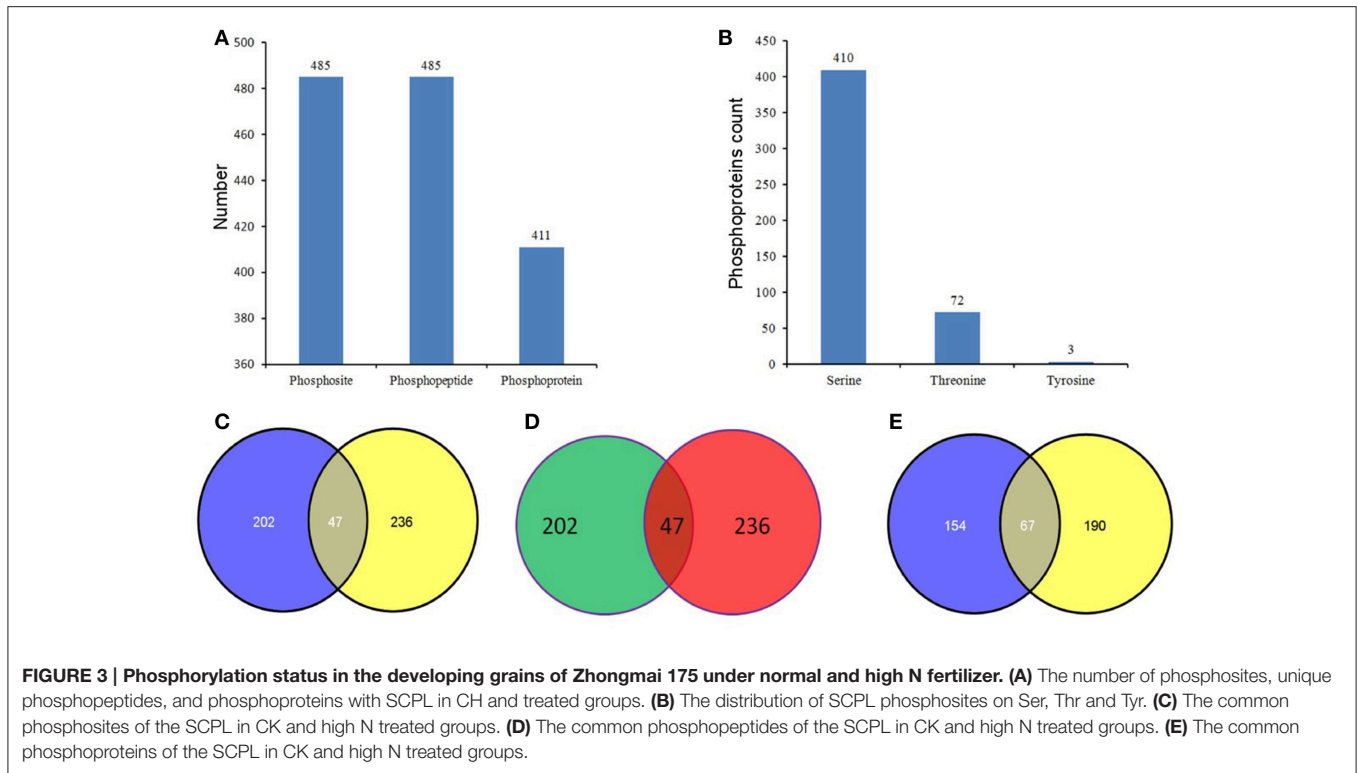 A
500
480
460
440
420
400
380
360
Number
485
485
411
Phosphosite
Phosphopeptide
Phosphoprotein
B
450
400
350
300
250
200
150
100
50
0
Phosphoproteins count
410
72
3
Serine
Threonine
Tyrosine
C
202
47
236
D
202
47
236
E
154
67
190
FIGURE 3 | Phosphorylation status in the developing grains of Zhongmai 175 under normal and high N fertilizer. (A) The number of phosphosites, unique
phosphopeptides, and phosphoproteins with SCPL in CH and treated groups. (B) The distribution of SCPL phosphosites on Ser, Thr and Tyr. (C) The common
phosphosites of the SCPL in CK and high N treated groups. (D) The common phosphopeptides of the SCPL in CK and high N treated groups. (E) The common
phosphoproteins of the SCPL in CK and high N treated groups.